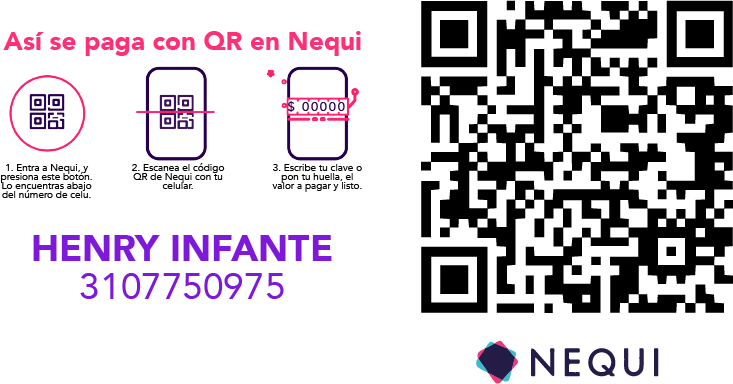 Así se paga con QR en Nequi
$ 00000
1. Entra a Nequi, y
presiona este botón.
Lo encuentras abajo
del número de celu.
2. Escanea el código
QR de Nequi con tu
celular.
3. Escribe tu clave o
pon tu huella, el
valor a pagar y listo.
HENRY INFANTE
3107750975
NEQUI